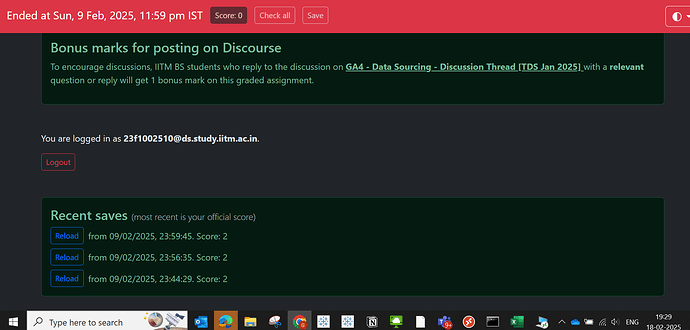 Ended at Sun, 9 Feb, 2025, 11:59 pm IST Score: 0 Check all Save
Bonus marks for posting on Discourse
To encourage discussions, IITM BS students who reply to the discussion on GA4 - Data Sourcing - Discussion Thread [TDS Jan 2025] with a relevant
question or reply will get 1 bonus mark on this graded assignment.
You are logged in as 23f1002510@ds.study.iitm.ac.in.
Logout
Recent saves (most recent is your official score)
Reload from 09/02/2025, 23:59:45. Score: 2
Reload from 09/02/2025, 23:56:35. Score: 2
Reload from 09/02/2025, 23:44:29. Score: 2
Type here to search
ENG
19:29
18-02-2025